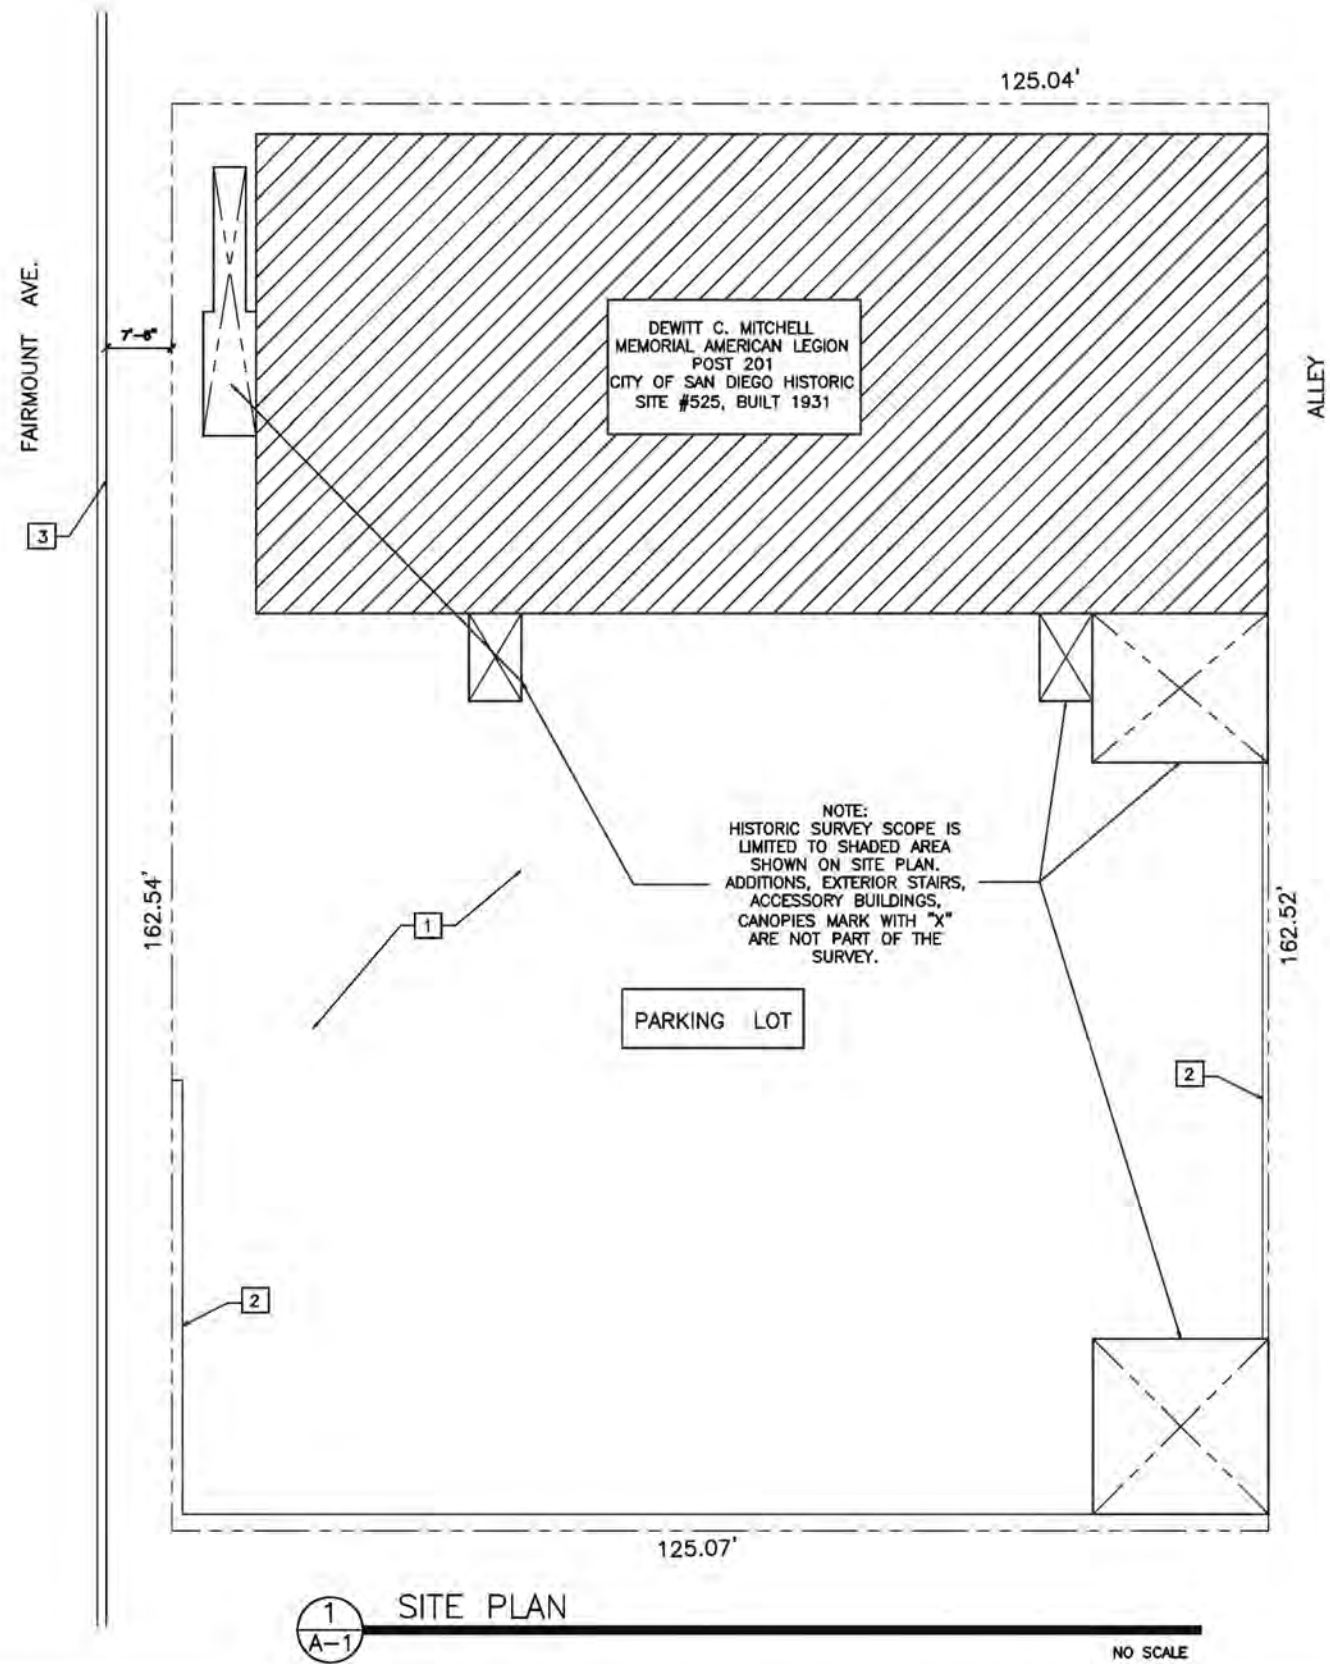 125.04'
FAIRMOUNT AVE.
7'-6"
DEWITT C. MITCHELL
MEMORIAL AMERICAN LEGION
POST 201
CITY OF SAN DIEGO HISTORIC
SITE #525, BUILT 1931
ALLEY
3
NOTE:
HISTORIC SURVEY SCOPE IS
LIMITED TO SHADED AREA
SHOWN ON SITE PLAN.
ADDITIONS, EXTERIOR STAIRS,
ACCESSORY BUILDINGS,
CANOPIES MARK WITH "X"
ARE NOT PART OF THE
SURVEY.
162.54'
1
162.52'
PARKING LOT
2
2
125.07'
1
A-1
SITE PLAN
NO SCALE